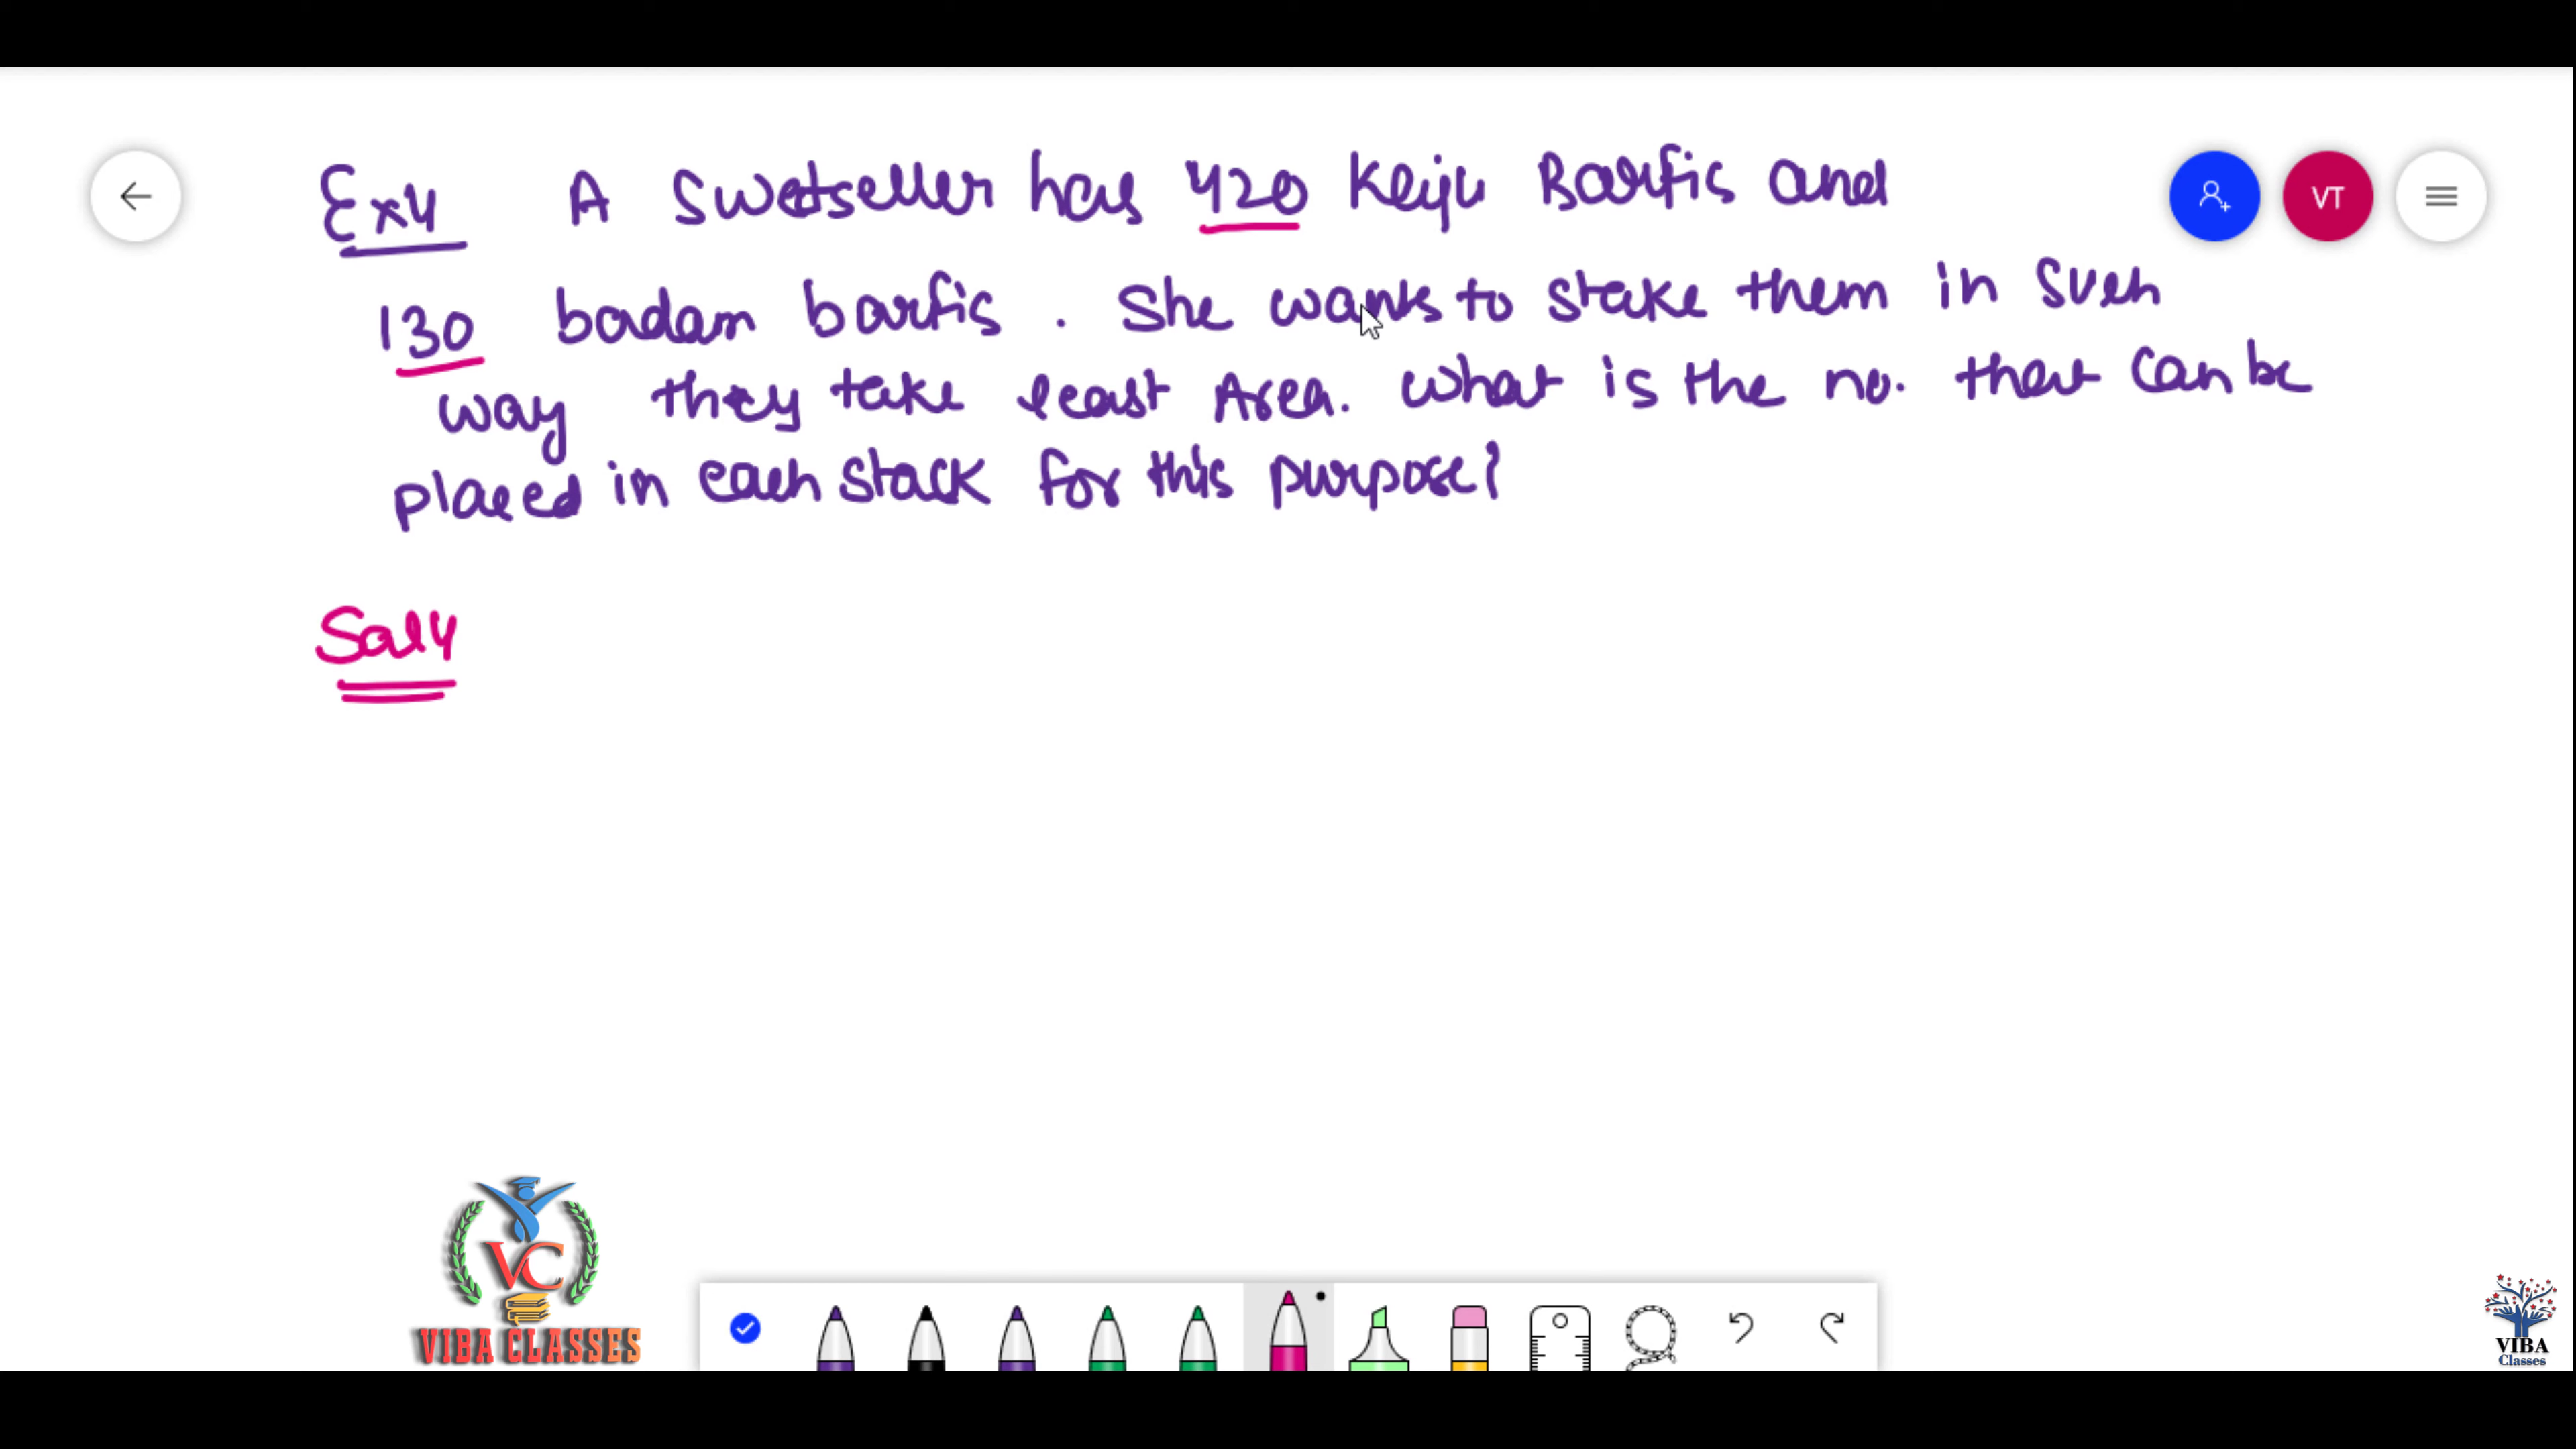 Ex4 A Sweetseller has 420 Kaju Barfis and
VT
130 badam barfis. She wants to stake them in such
way they take least Area. What is the no. that can be
placed in each stack for this purpose?
Sol4
VC
VIBA CLASSES
VIBA
Classes